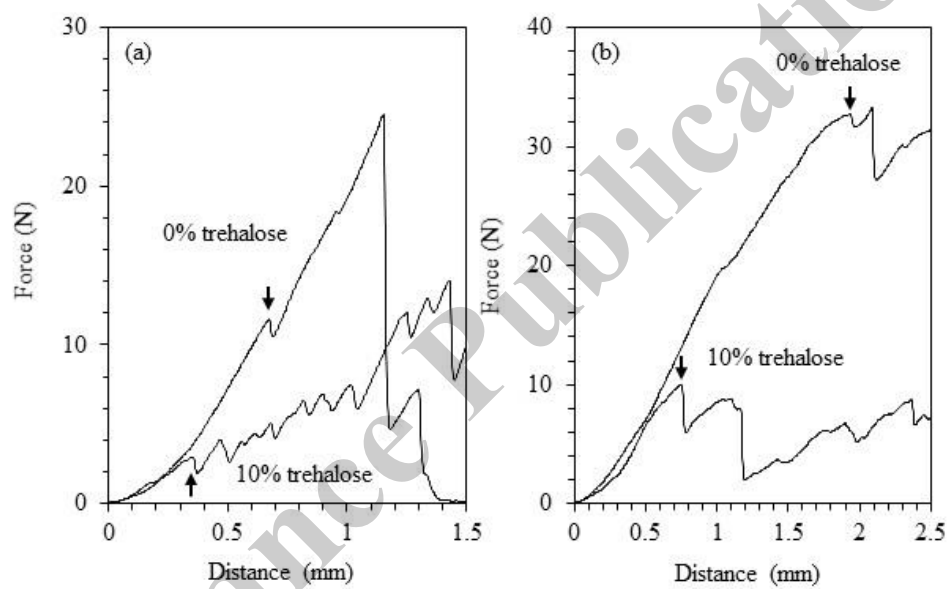 (a)
30
20
10
0
0% trehalose
10% trehalose
Force (N)
0 0.5 1 1.5
Distance (mm)
(b)
40
30
20
10
0
0% trehalose
10% trehalose
Force (N)
0 0.5 1 1.5 2 2.5
Distance (mm)
ance Publicatio